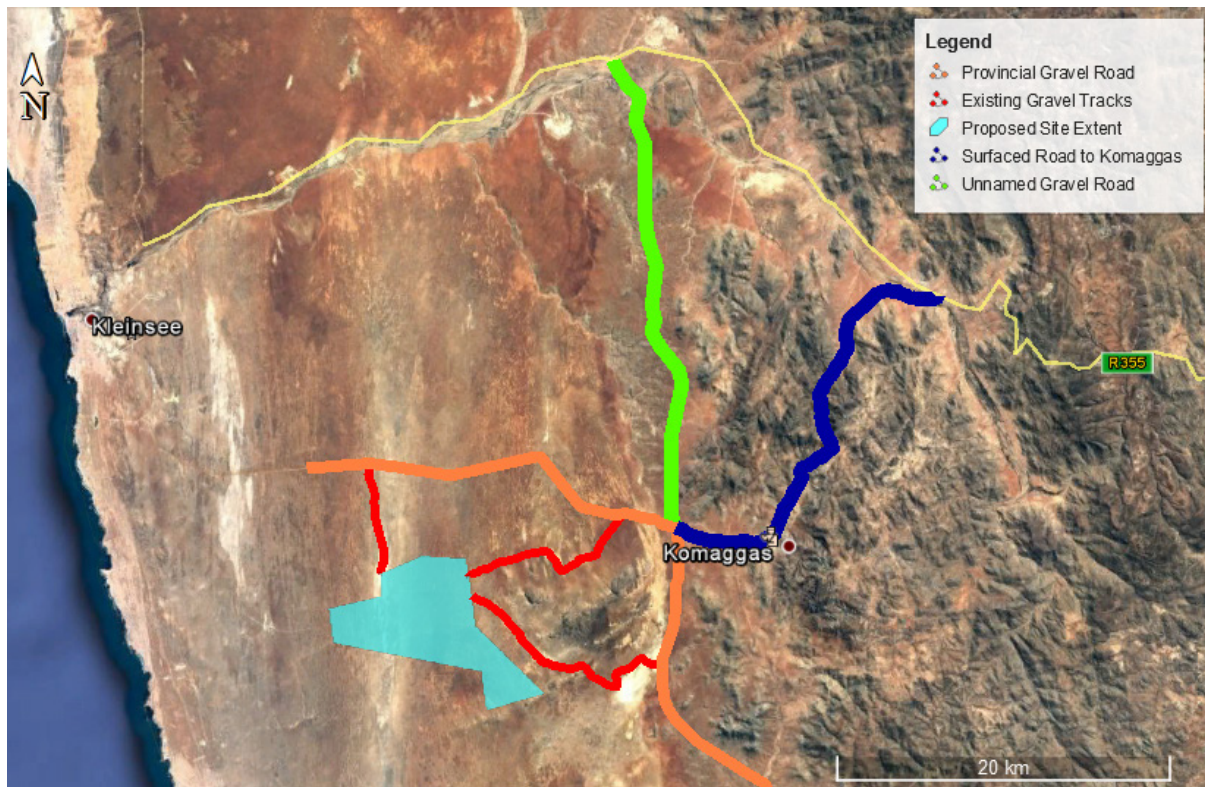 N
Legend
Provincial Gravel Road
Existing Gravel Tracks
Proposed Site Extent
Surfaced Road to Komaggas
Unnamed Gravel Road
Kleinsee
R355
Komaggas
20 km